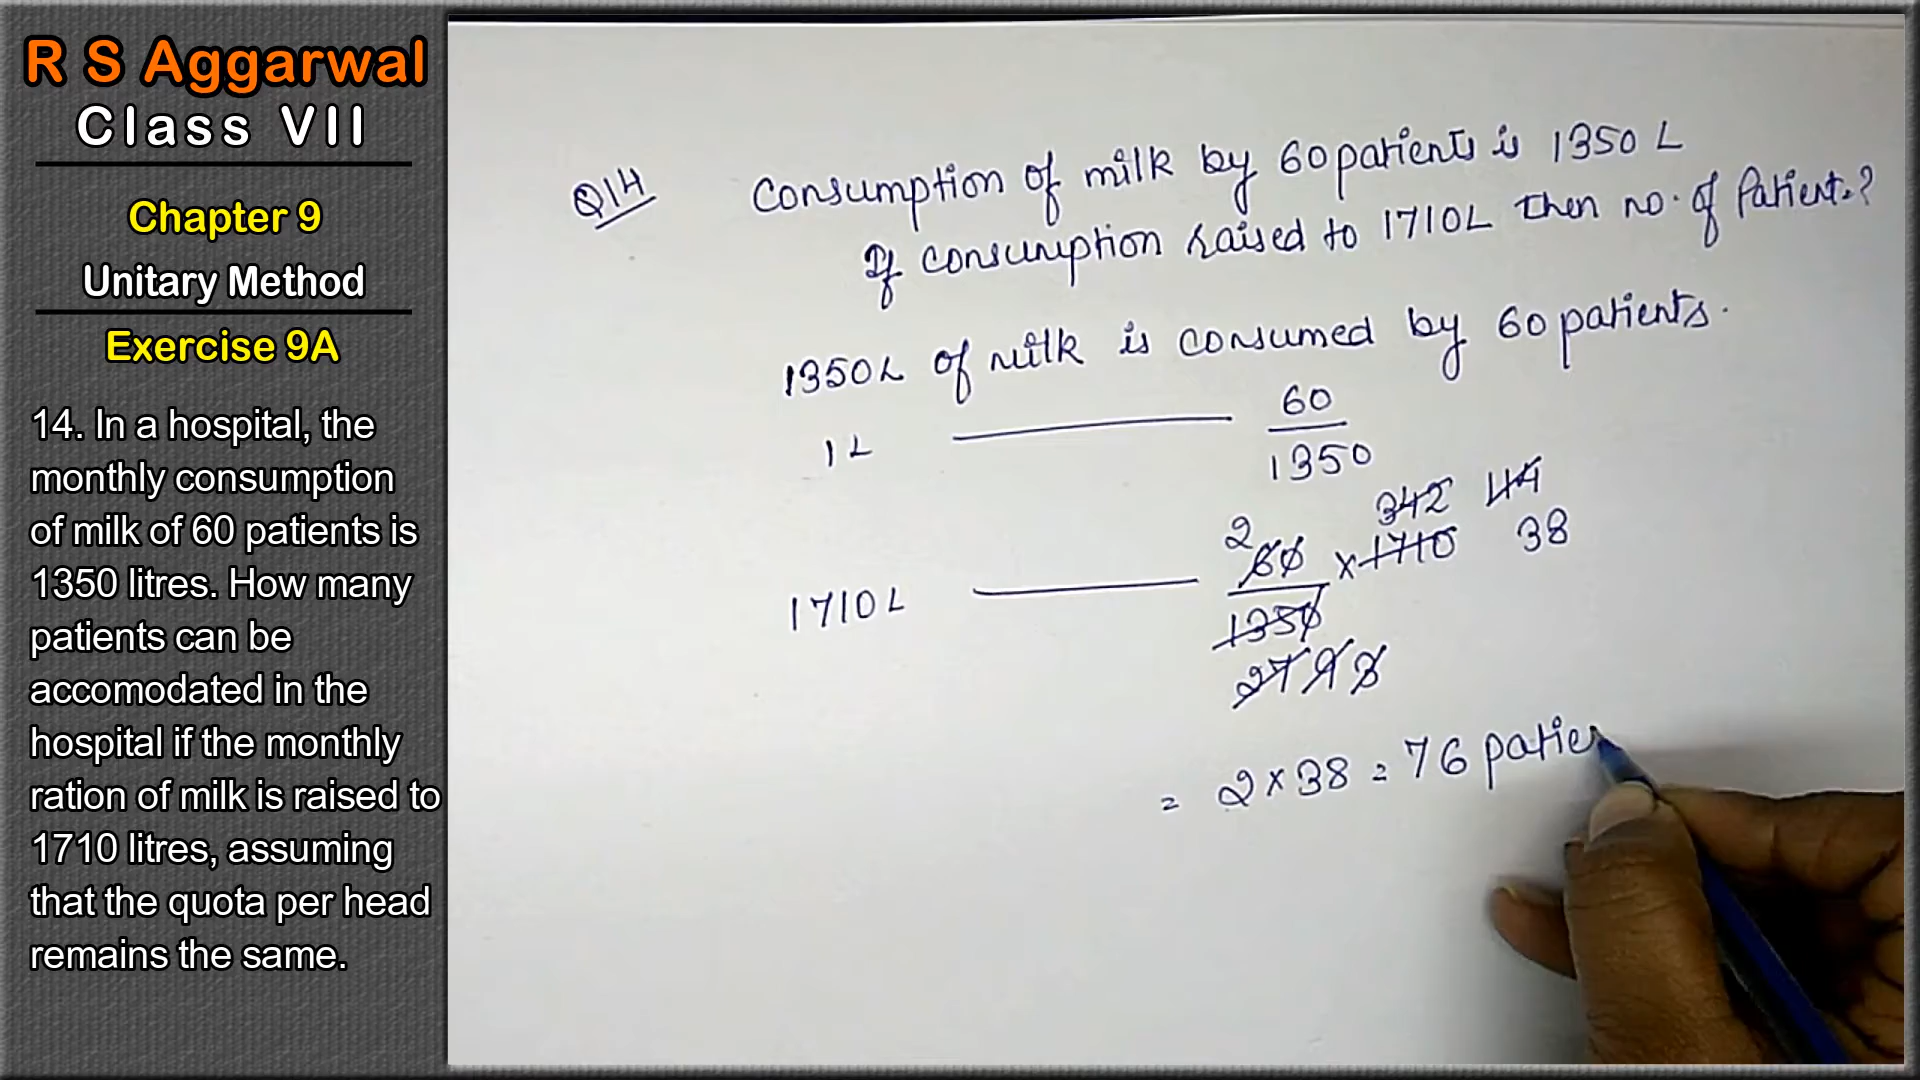 R S Aggarwal
Class VII
Chapter 9
Unitary Method
Exercise 9A
14. In a hospital, the
monthly consumption
of milk of 60 patients is
1350 litres. How many
patients can be
accomodated in the
hospital if the monthly
ration of milk is raised to
1710 litres, assuming
that the quota per head
remains the same.
Q14 Consumption of milk by 60 patients is 1350 L
If consumption raised to 1710L then no. of Patient.?
1350L of milk is consumed by 60 patients.
1L 60
1350
342 114
2 60 × 1710 38
1710L
1350
27 9 3
= 2 × 38 = 76 patien